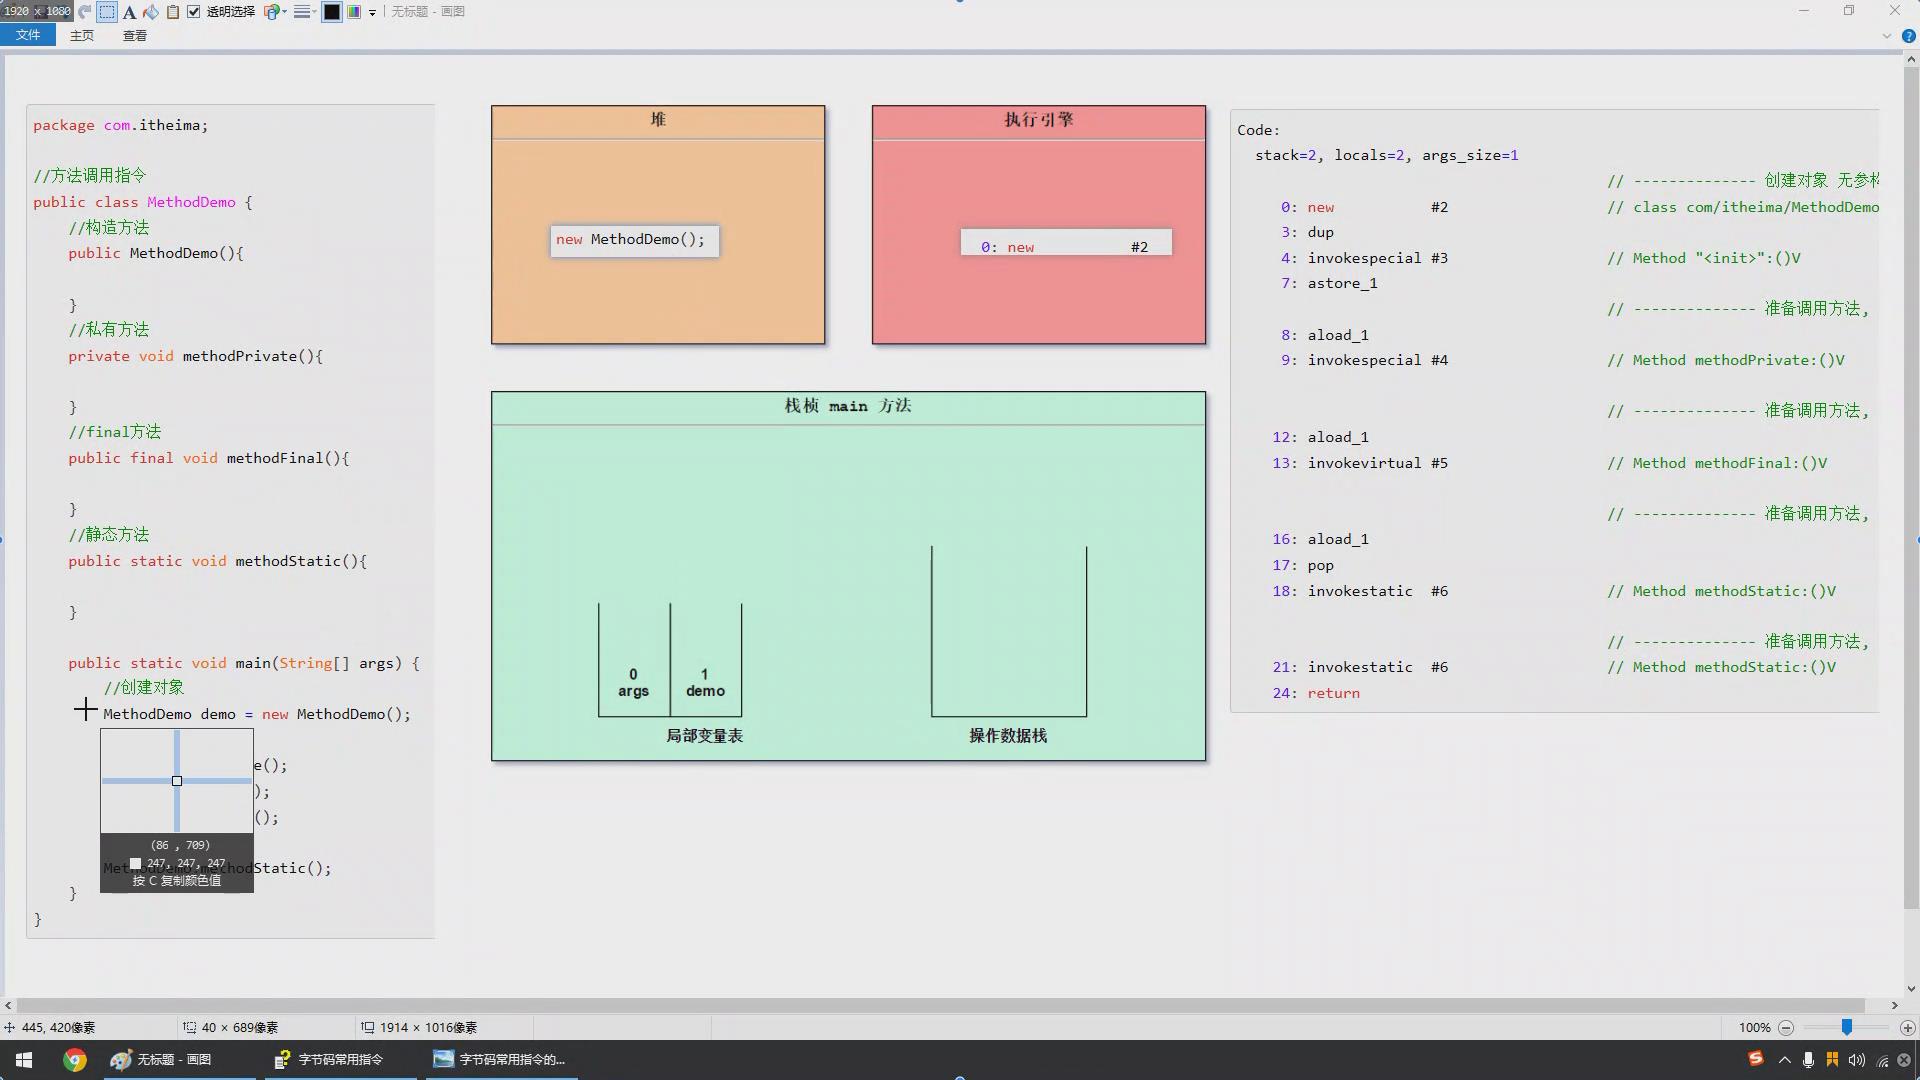 1920 x 1080
透明选择
无标题 - 画图
文件
主页
查看
package com.itheima;
//方法调用指令
public class MethodDemo {
//构造方法
public MethodDemo(){
}
//私有方法
private void methodPrivate(){
}
//final方法
public final void methodFinal(){
}
//静态方法
public static void methodStatic(){
}
public static void main(String[] args) {
//创建对象
MethodDemo demo = new MethodDemo();
e();
);
();
(86 , 709)
247, 247, 247
Static();
按 C 复制颜色值
}
}
堆
new MethodDemo();
执行引擎
0: new #2
栈桢 main 方法
0 1
args demo
局部变量表
操作数据栈
Code:
stack=2, locals=2, args_size=1
// -------------- 创建对象 无参
0: new #2 // class com/itheima/MethodDemo
3: dup
4: invokespecial #3 // Method "<init>":()V
7: astore_1
// -------------- 准备调用方法,
8: aload_1
9: invokespecial #4 // Method methodPrivate:()V
// -------------- 准备调用方法,
12: aload_1
13: invokevirtual #5 // Method methodFinal:()V
// -------------- 准备调用方法,
16: aload_1
17: pop
18: invokestatic #6 // Method methodStatic:()V
// -------------- 准备调用方法,
21: invokestatic #6 // Method methodStatic:()V
24: return
445, 420像素
40 × 689像素
1914 × 1016像素
100%
无标题 - 画图
字节码常用指令
字节码常用指令的...